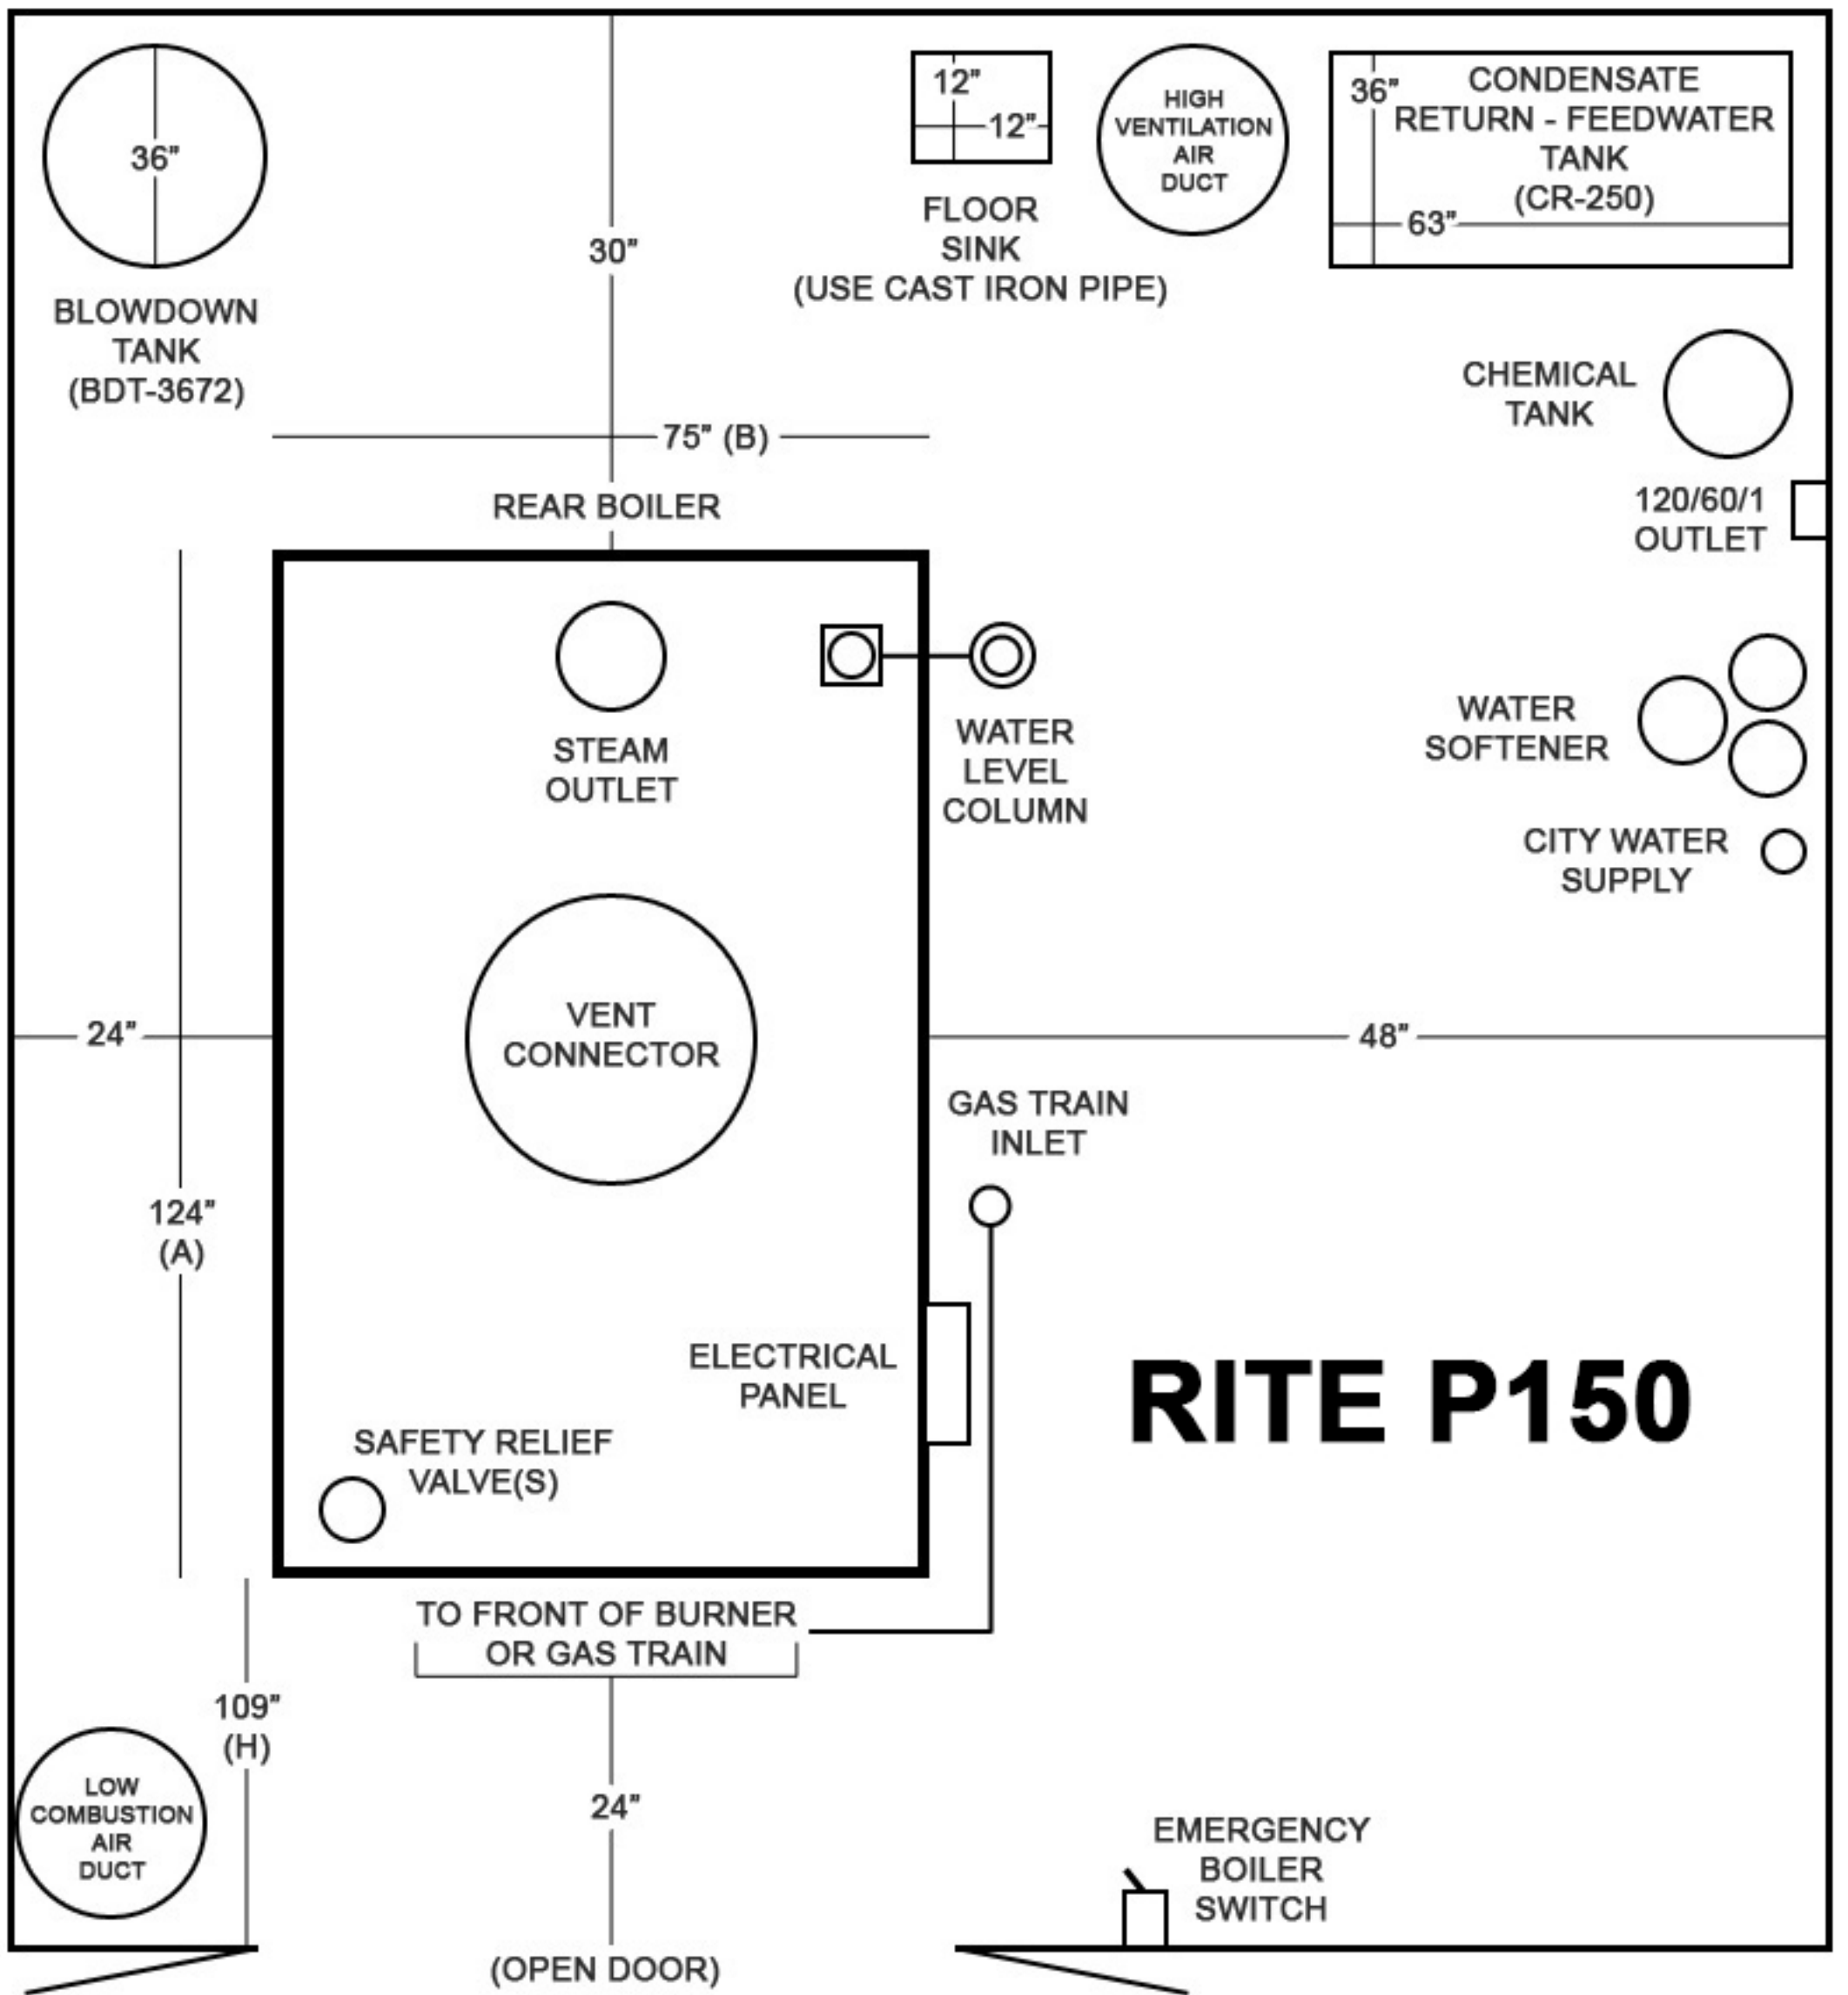 36”
BLOWDOWN
TANK
(BDT-3672)
30”
12”
12”
FLOOR
SINK
(USE CAST IRON PIPE)
HIGH
VENTILATION
AIR
DUCT
36”
CONDENSATE
RETURN - FEEDWATER
TANK
(CR-250)
63”
CHEMICAL
TANK
75” (B)
REAR BOILER
120/60/1
OUTLET
STEAM
OUTLET
WATER
LEVEL
COLUMN
WATER
SOFTENER
CITY WATER
SUPPLY
24”
VENT
CONNECTOR
48”
GAS TRAIN
INLET
124”
(A)
ELECTRICAL
PANEL
RITE P150
SAFETY RELIEF
VALVE(S)
TO FRONT OF BURNER
OR GAS TRAIN
109”
(H)
LOW
COMBUSTION
AIR
DUCT
24”
EMERGENCY
BOILER
SWITCH
(OPEN DOOR)